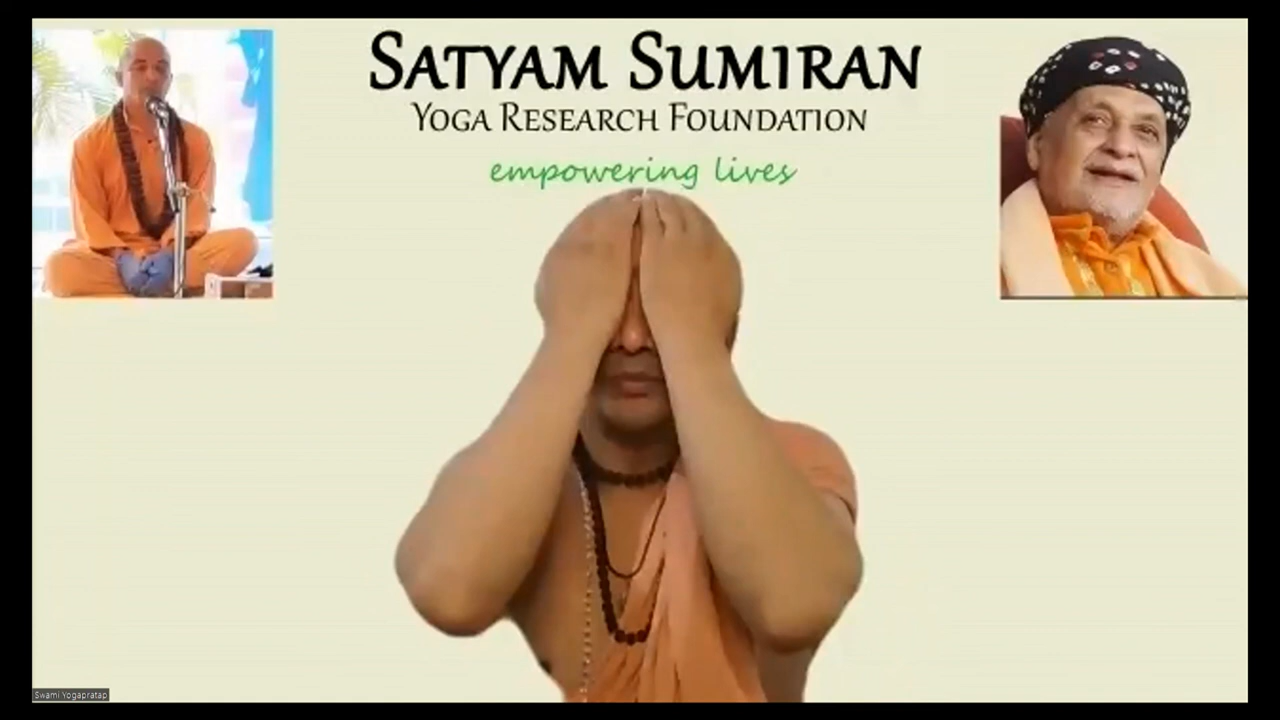 SATYAM SUMIRAN
YOGA RESEARCH FOUNDATION
empowering lives
Swami Yogapratap